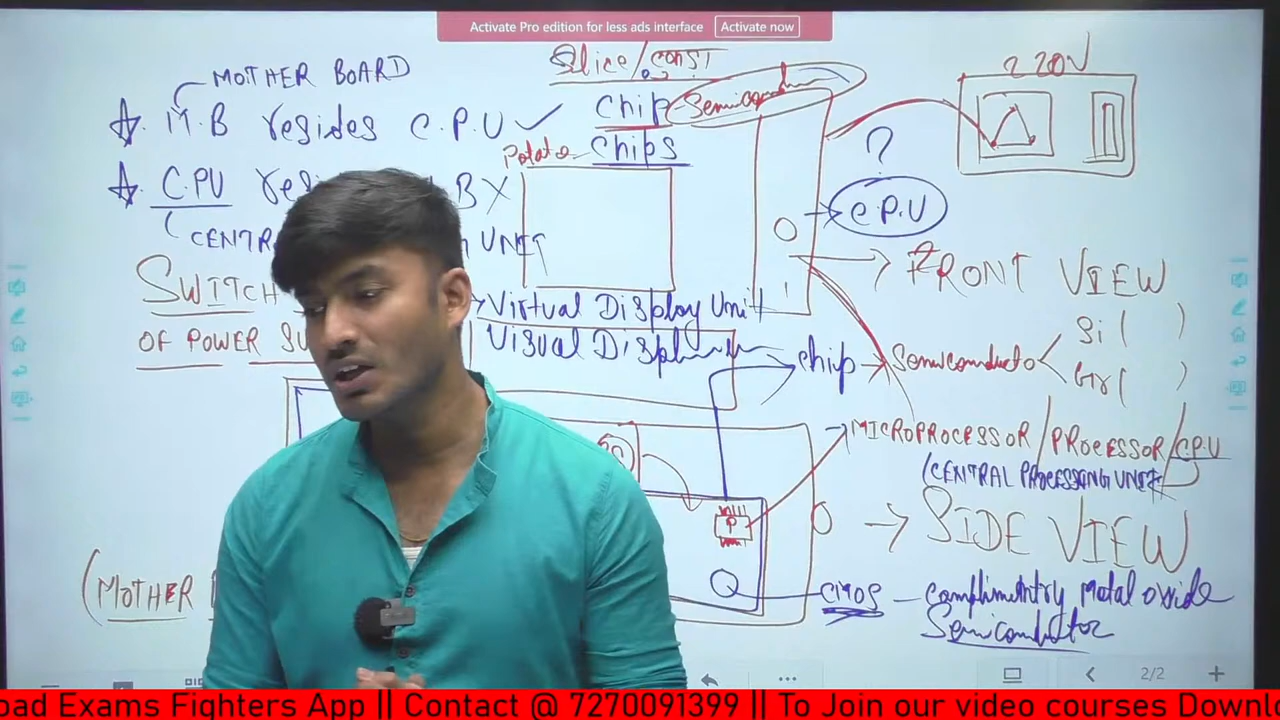 Activate Pro edition for less ads interface Activate now
Slice/const
MOTHER BOARD
220V
M.B resides C.P.U ✓
Chip Semiconductor
Potato Chips
?
CPU B X
C.P.U
UNIT
FRONT VIEW
SWITCH
Virtual Display Unit
Si ( )
OF POWER
Visual Display
chip → Semiconducto
Gr ( )
MICROPROCESSOR / PROCESSOR / CPU
(CENTRAL PROCESSING UNIT)
P
SIDE VIEW
(MOTHER
CMOS - Complimentry Metal oxide
Semiconductor
2/2
oad Exams Fighters App || Contact @ 7270091399 || To Join our video courses Downlo